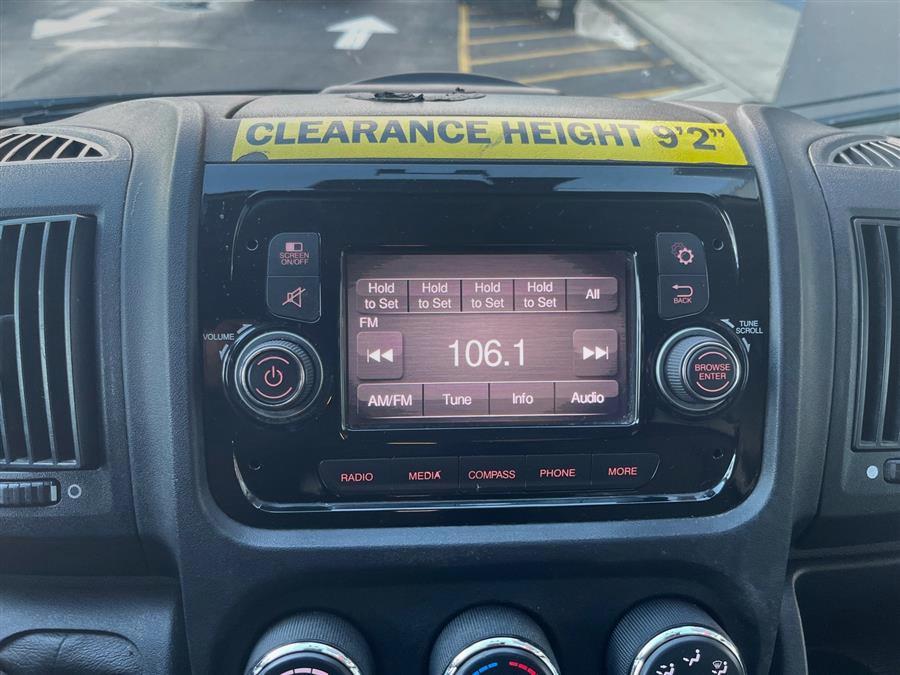 CLEARANCE HEIGHT 9'2"
SCREEN
ON/OFF
BACK
VOLUME
TUNE
SCROLL
BROWSE
ENTER
Hold
to Set
Hold
to Set
Hold
to Set
Hold
to Set
All
FM
106.1
AM/FM
Tune
Info
Audio
RADIO
MEDIA
COMPASS
PHONE
MORE